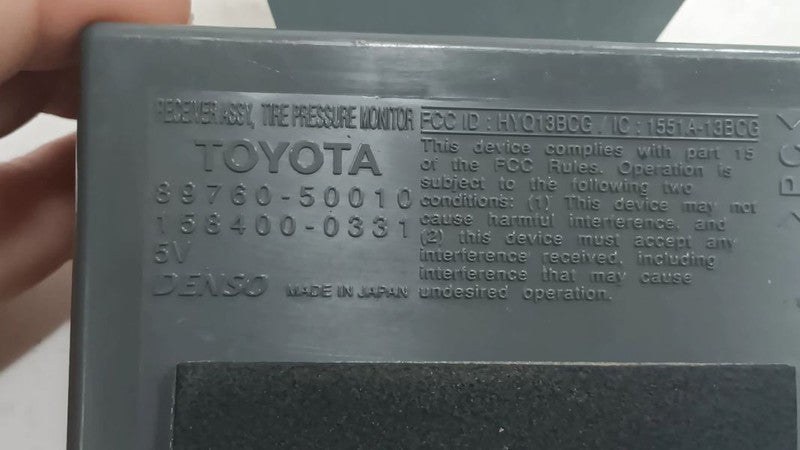 RECEIVER ASSY, TIRE PRESSURE MONITOR
TOYOTA
89760-50010
158400-0331
5V
DENSO MADE IN JAPAN
FCC ID : HYQ13BCG / IC : 1551A-13BCG
This device complies with part 15
of the FCC Rules. Operation is
subject to the following two
conditions: (1) This device may not
cause harmful interference, and
(2) this device must accept any
interference received, including
interference that may cause
undesired operation.